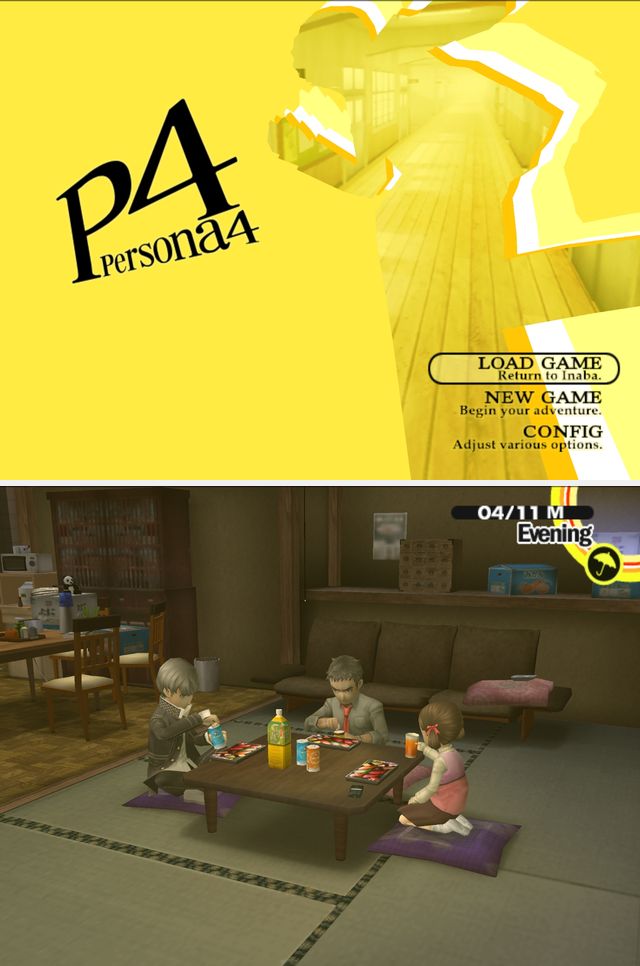 P4
Persona4
LOAD GAME
Return to Inaba.
NEW GAME
Begin your adventure.
CONFIG
Adjust various options.
04/11 M
Evening